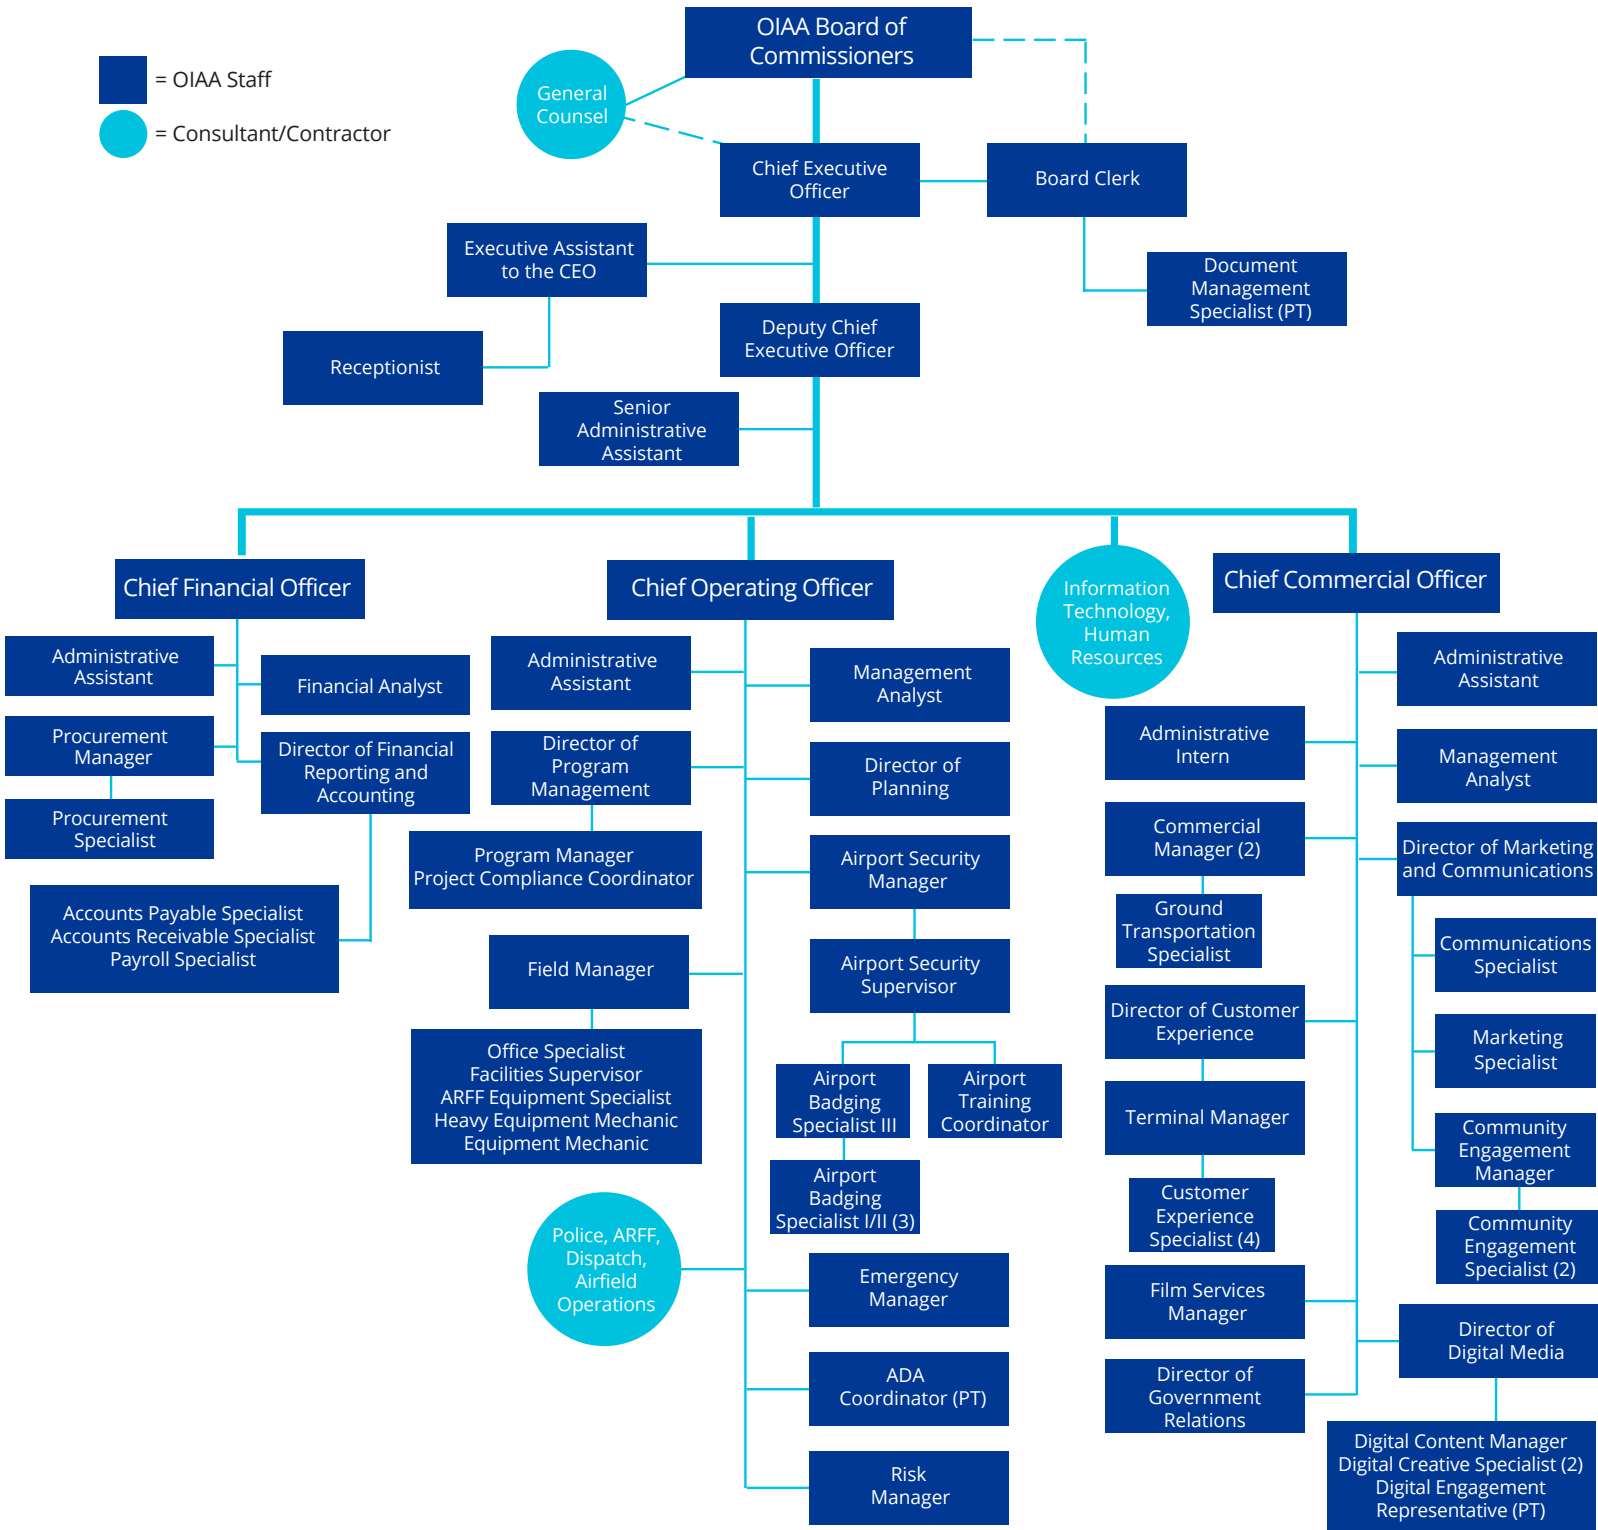 OIAA Board of
Commissioners
= OIAA Staff
= Consultant/Contractor
General
Counsel
Chief Executive
Officer
Board Clerk
Executive Assistant
to the CEO
Document
Management
Specialist (PT)
Deputy Chief
Executive Officer
Receptionist
Senior
Administrative
Assistant
Chief Financial Officer
Administrative
Assistant
Financial Analyst
Procurement
Manager
Director of Financial
Reporting and
Accounting
Procurement
Specialist
Accounts Payable Specialist
Accounts Receivable Specialist
Payroll Specialist
Chief Operating Officer
Administrative
Assistant
Management
Analyst
Director of
Program
Management
Director of
Planning
Program Manager
Project Compliance Coordinator
Airport Security
Manager
Field Manager
Airport Security
Supervisor
Office Specialist
Facilities Supervisor
ARFF Equipment Specialist
Heavy Equipment Mechanic
Equipment Mechanic
Airport
Badging
Specialist III
Airport
Training
Coordinator
Airport
Badging
Specialist I/II (3)
Police, ARFF,
Dispatch,
Airfield
Operations
Emergency
Manager
ADA
Coordinator (PT)
Risk
Manager
Information
Technology,
Human
Resources
Chief Commercial Officer
Administrative
Assistant
Administrative
Intern
Management
Analyst
Commercial
Manager (2)
Director of Marketing
and Communications
Ground
Transportation
Specialist
Communications
Specialist
Director of Customer
Experience
Marketing
Specialist
Terminal Manager
Community
Engagement
Manager
Customer
Experience
Specialist (4)
Community
Engagement
Specialist (2)
Film Services
Manager
Director of
Digital Media
Director of
Government
Relations
Digital Content Manager
Digital Creative Specialist (2)
Digital Engagement
Representative (PT)